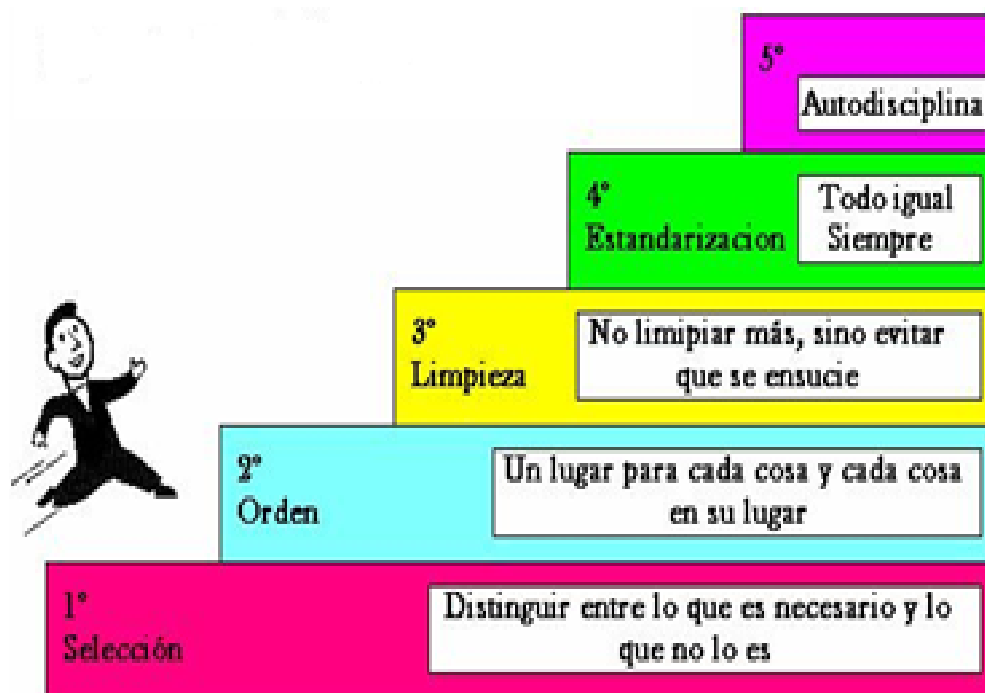 5°
Autodisciplina
4°
Estandarizacion
Todo igual
Siempre
3°
Limpieza
No limipiar más, sino evitar
que se ensucie
2°
Orden
Un lugar para cada cosa y cada cosa
en su lugar
1°
Selección
Distinguir entre lo que es necesario y lo
que no lo es